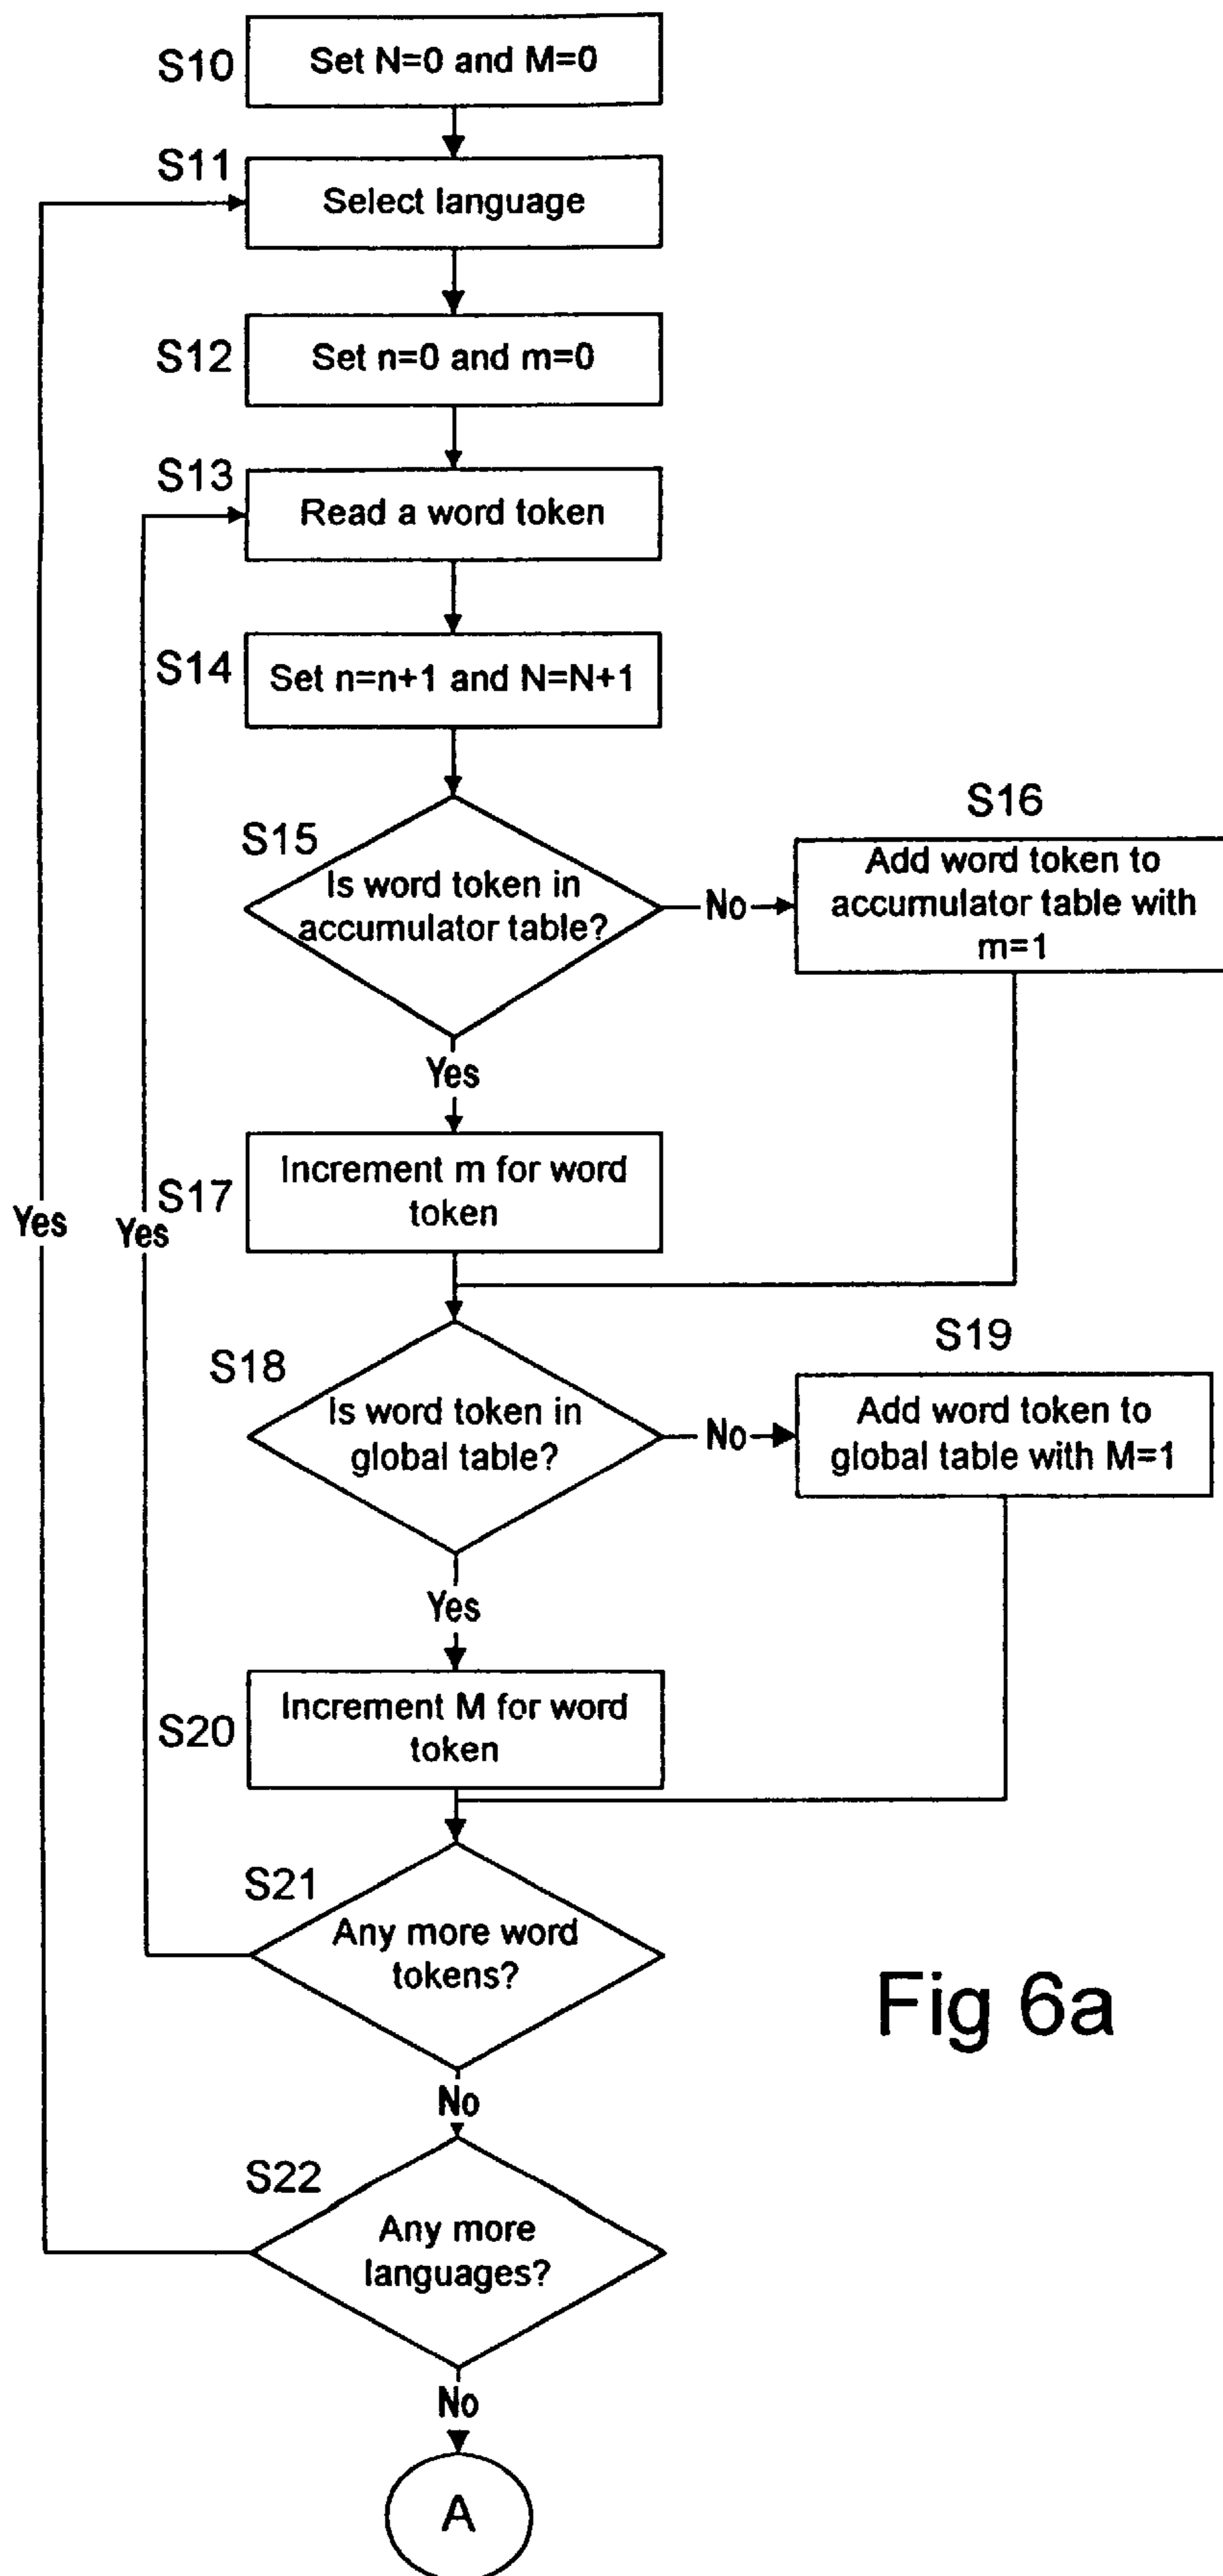 S10
Set N=0 and M=0
S11
Select language
S12
Set n=0 and m=0
S13
Read a word token
S14
Set n=n+1 and N=N+1
S15
Is word token in
accumulator table?
No
S16
Add word token to
accumulator table with
m=1
Yes
S17
Increment m for word
token
Yes
Yes
S18
Is word token in
global table?
No
S19
Add word token to
global table with M=1
Yes
S20
Increment M for word
token
S21
Any more word
tokens?
Fig 6a
No
S22
Any more
languages?
No
A